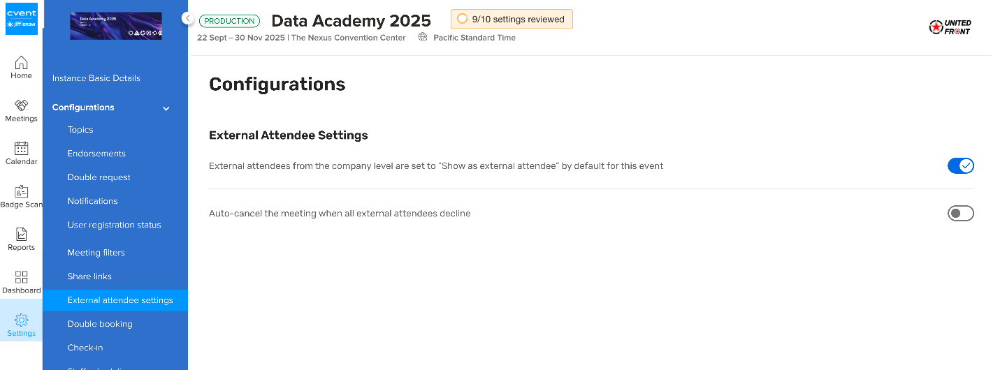 cvent
Jifflenow
Data Academy 2025
PRODUCTION
Data Academy 2025
9/10 settings reviewed
22 Sept – 30 Nov 2025 | The Nexus Convention Center
Pacific Standard Time
UNITED
FRONT
Home
Meetings
Calendar
Badge Scan
Reports
Dashboard
Settings
Instance Basic Details
Configurations
Topics
Endorsements
Double request
Notifications
User registration status
Meeting filters
Share links
External attendee settings
Double booking
Check-in
Configurations
External Attendee Settings
External attendees from the company level are set to “Show as external attendee” by default for this event
Auto-cancel the meeting when all external attendees decline